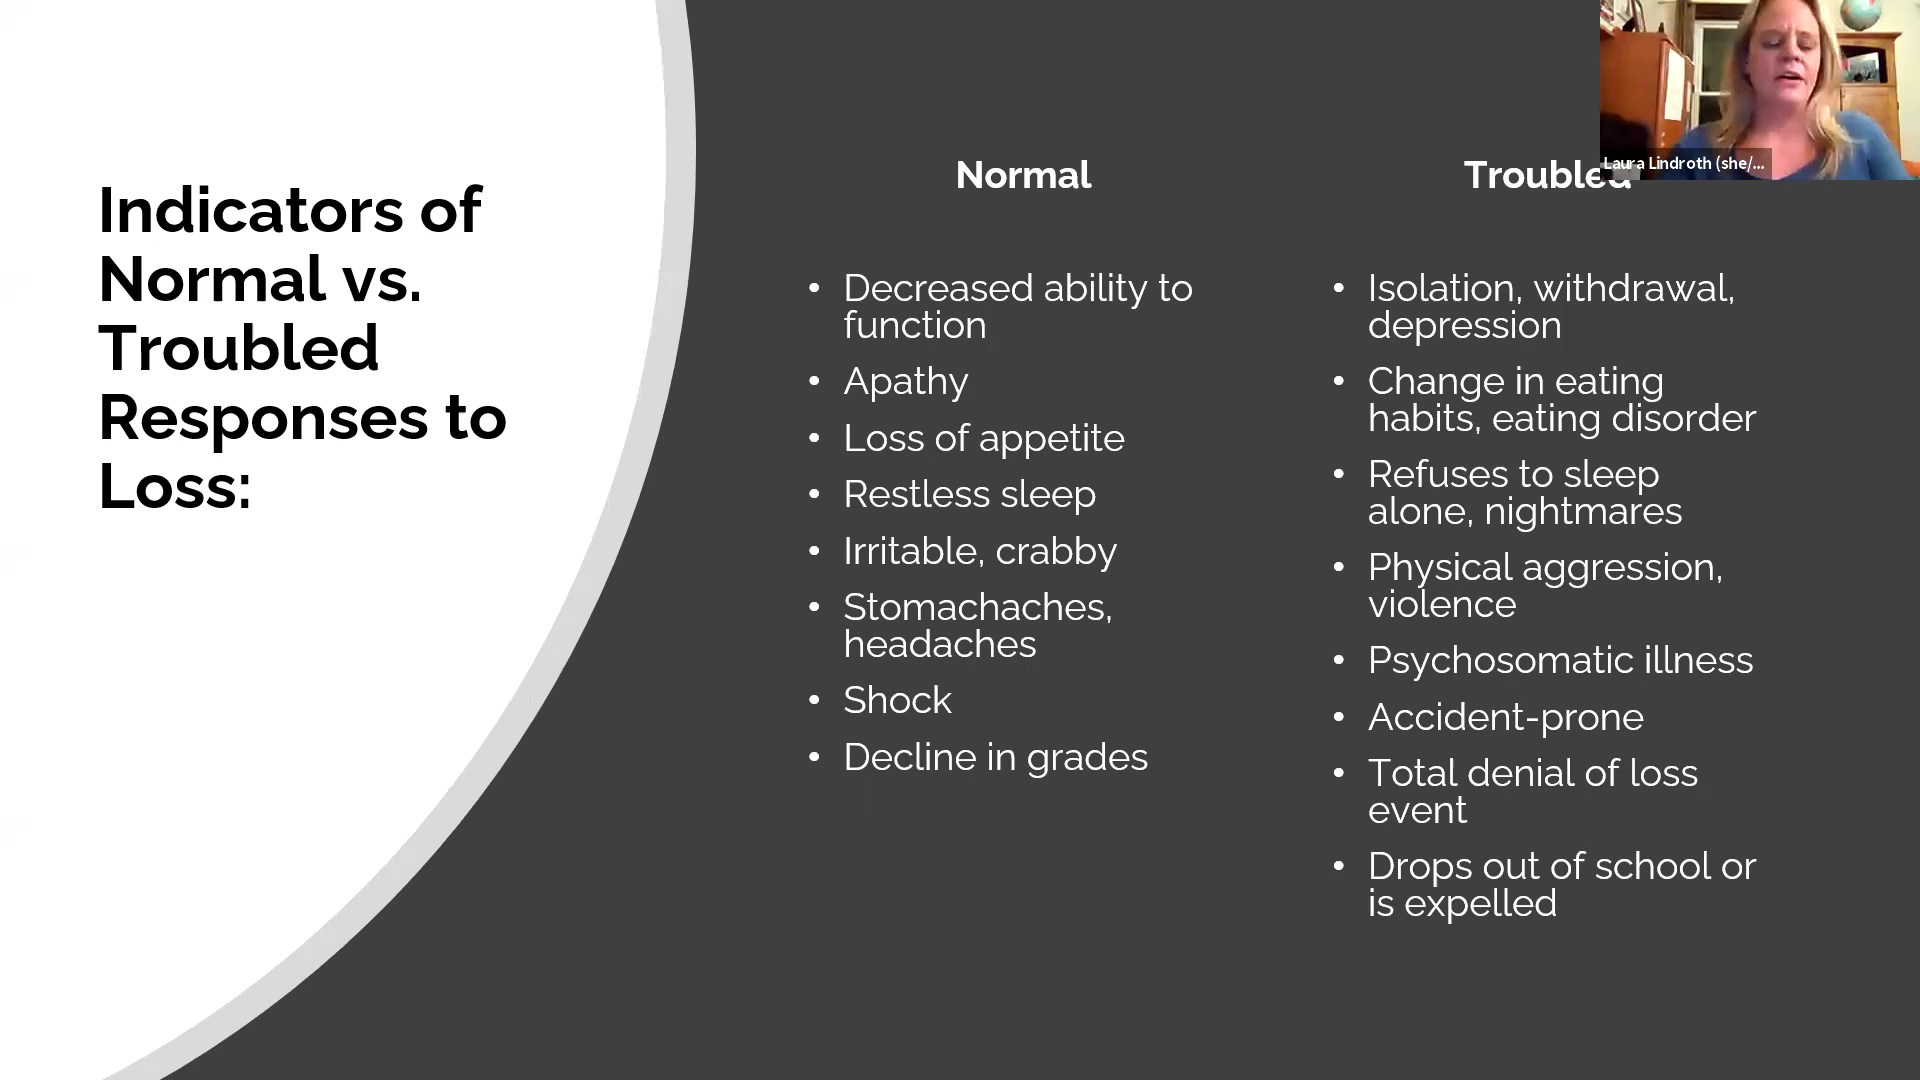 Indicators of
Normal vs.
Troubled
Responses to
Loss:
Normal
• Decreased ability to
function
• Apathy
• Loss of appetite
• Restless sleep
• Irritable, crabby
• Stomachaches,
headaches
• Shock
• Decline in grades
Troubled
• Isolation, withdrawal,
depression
• Change in eating
habits, eating disorder
• Refuses to sleep
alone, nightmares
• Physical aggression,
violence
• Psychosomatic illness
• Accident-prone
• Total denial of loss
event
• Drops out of school or
is expelled
Laura Lindroth (she/...